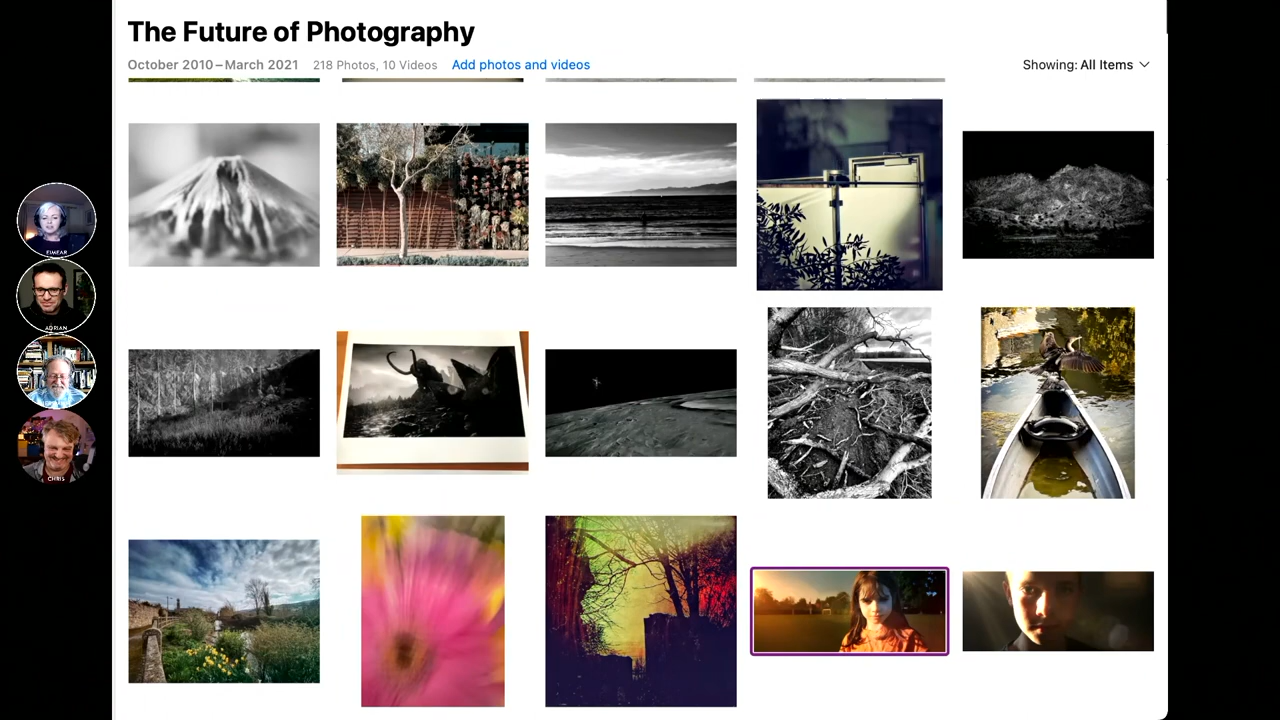 The Future of Photography
October 2010–March 2021 218 Photos, 10 Videos Add photos and videos
Showing: All Items
EIMEAR
ADRIAN
CHRIS